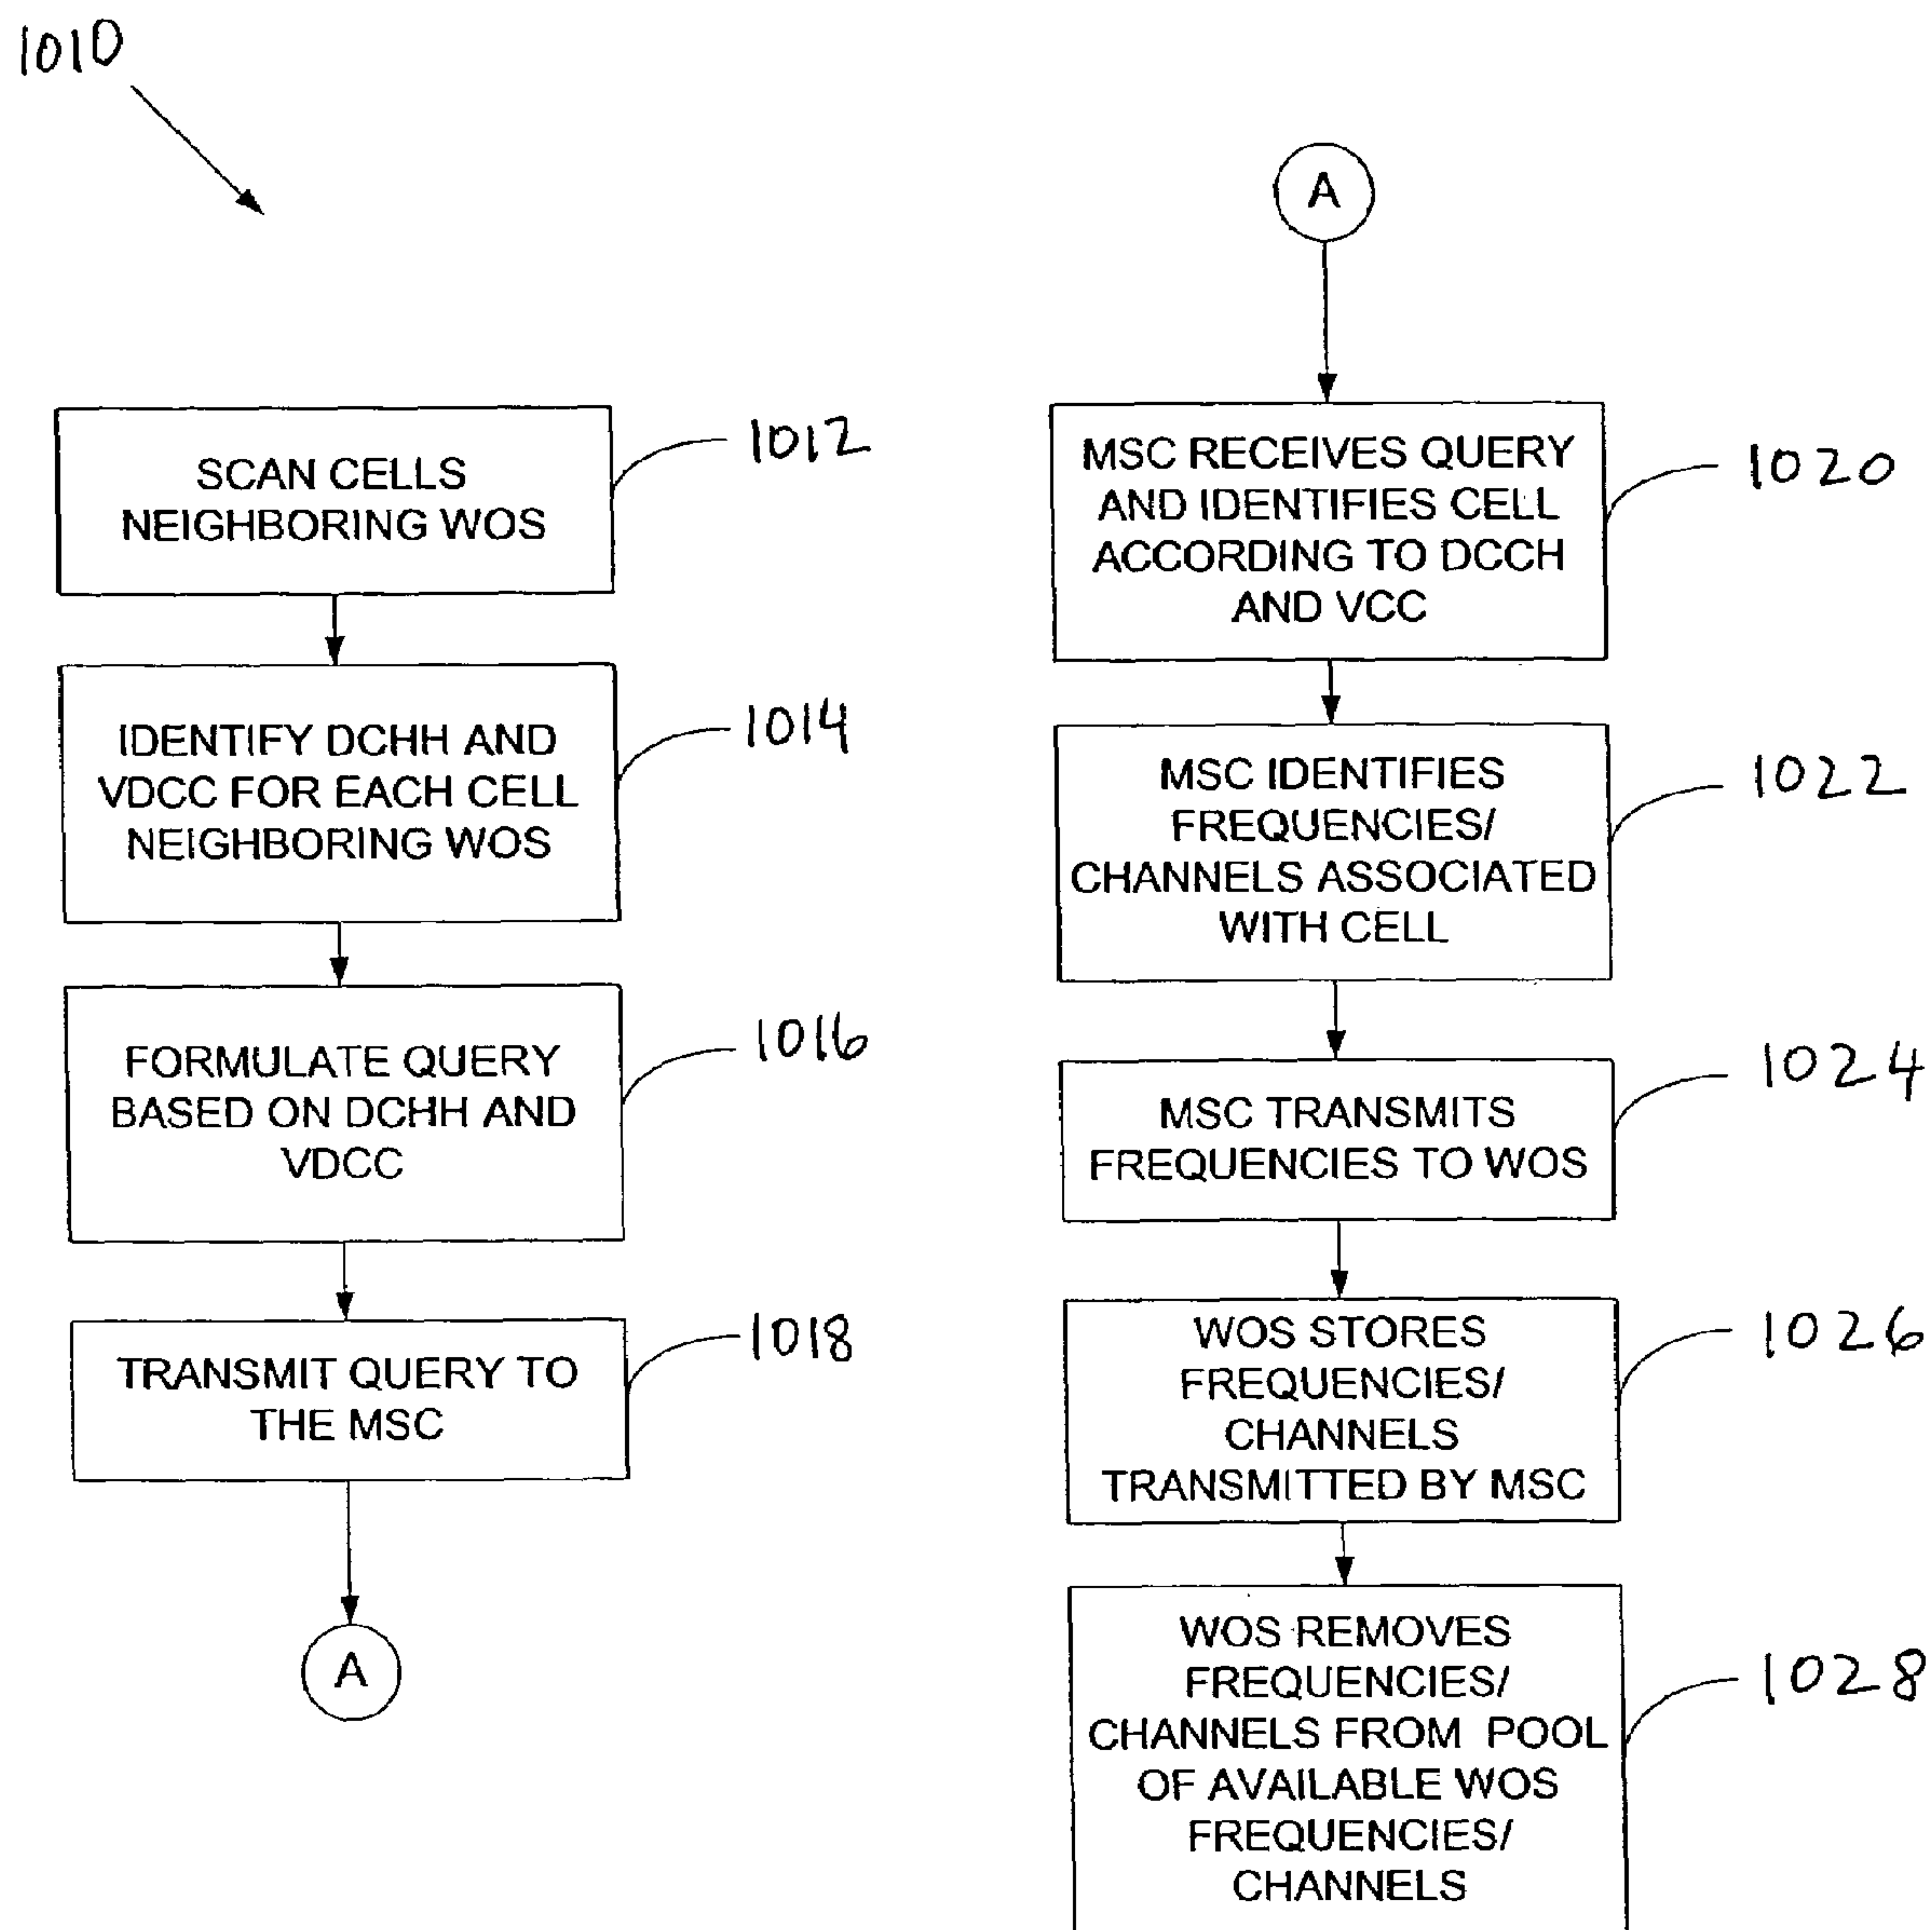 1010
SCAN CELLS
NEIGHBORING WOS
1012
IDENTIFY DCHH AND
VDCC FOR EACH CELL
NEIGHBORING WOS
1014
FORMULATE QUERY
BASED ON DCHH AND
VDCC
1016
TRANSMIT QUERY TO
THE MSC
1018
A
A
MSC RECEIVES QUERY
AND IDENTIFIES CELL
ACCORDING TO DCCH
AND VCC
1020
MSC IDENTIFIES
FREQUENCIES/
CHANNELS ASSOCIATED
WITH CELL
1022
MSC TRANSMITS
FREQUENCIES TO WOS
1024
WOS STORES
FREQUENCIES/
CHANNELS
TRANSMITTED BY MSC
1026
WOS REMOVES
FREQUENCIES/
CHANNELS FROM POOL
OF AVAILABLE WOS
FREQUENCIES/
CHANNELS
1028